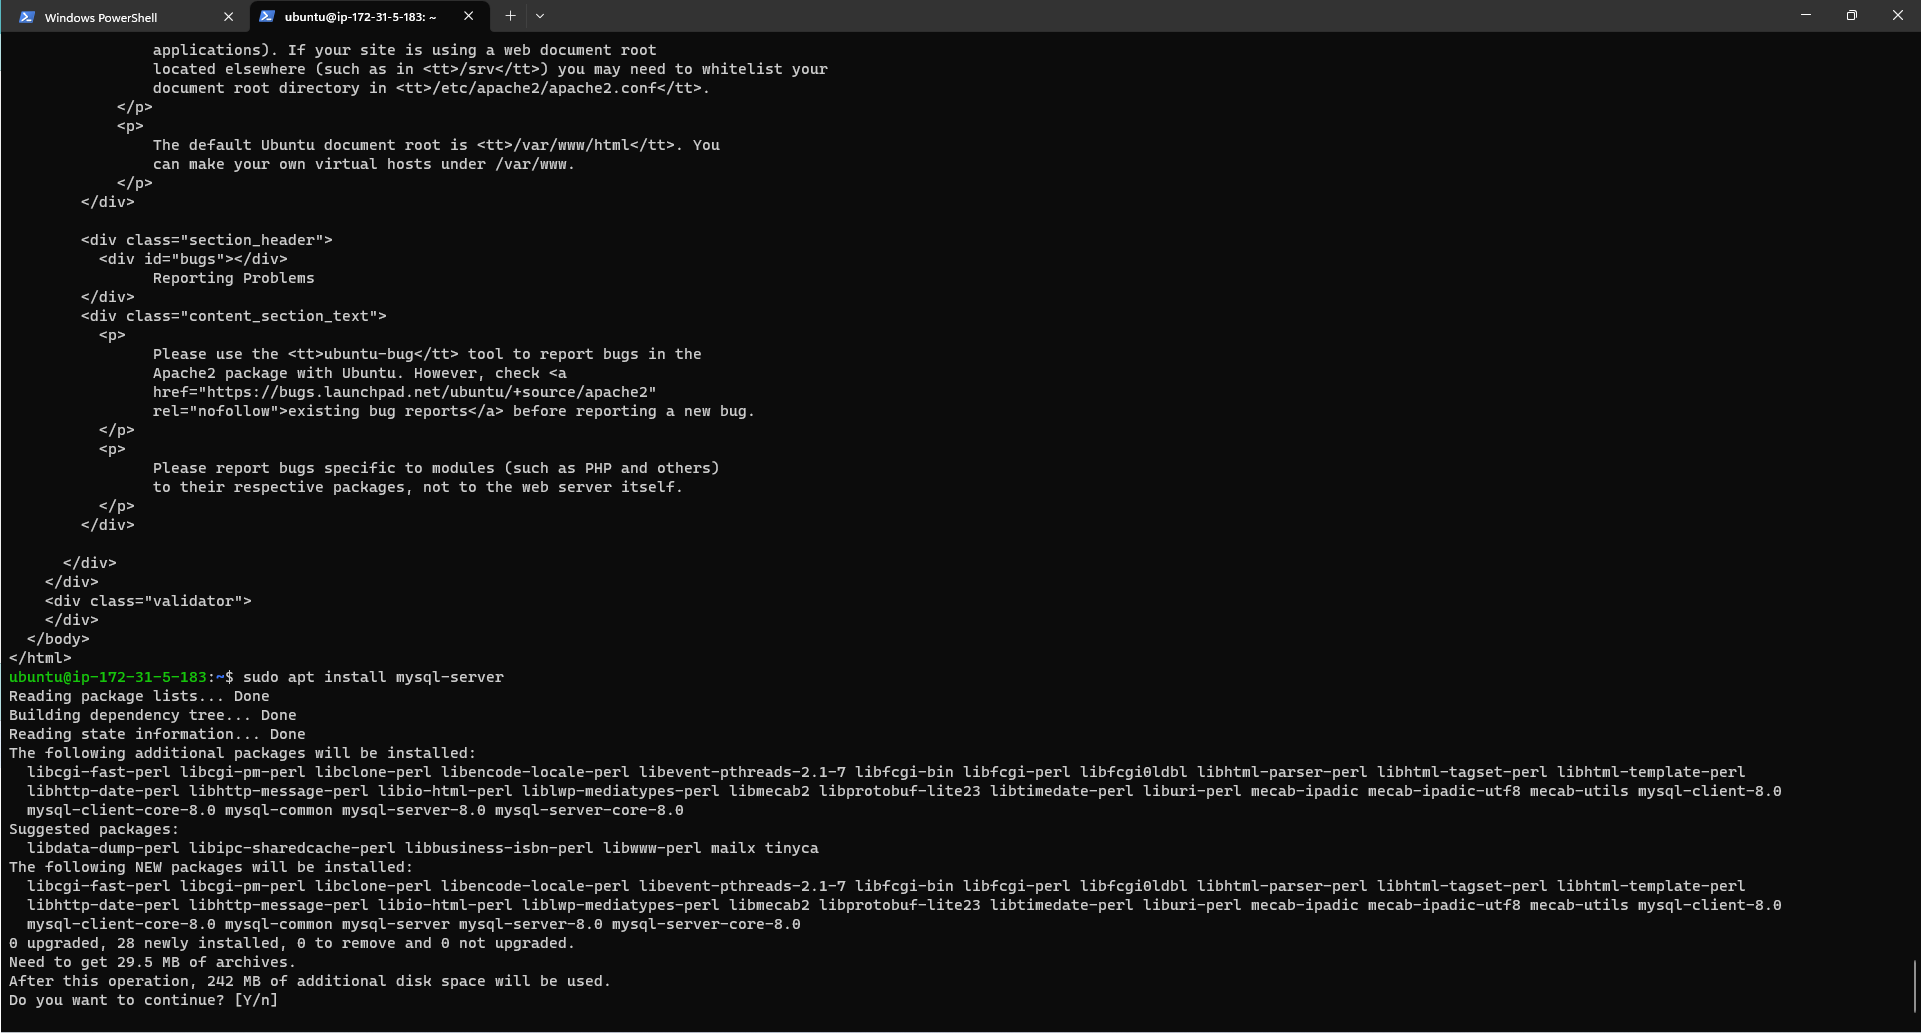 Windows PowerShell
ubuntu@ip-172-31-5-183: ~
applications). If your site is using a web document root
located elsewhere (such as in <tt>/srv</tt>) you may need to whitelist your
document root directory in <tt>/etc/apache2/apache2.conf</tt>.
</p>
<p>
The default Ubuntu document root is <tt>/var/www/html</tt>. You
can make your own virtual hosts under /var/www.
</p>
</div>
<div class="section_header">
<div id="bugs"></div>
Reporting Problems
</div>
<div class="content_section_text">
<p>
Please use the <tt>ubuntu-bug</tt> tool to report bugs in the
Apache2 package with Ubuntu. However, check <a
href="https://bugs.launchpad.net/ubuntu/+source/apache2"
rel="nofollow">existing bug reports</a> before reporting a new bug.
</p>
<p>
Please report bugs specific to modules (such as PHP and others)
to their respective packages, not to the web server itself.
</p>
</div>
</div>
</div>
<div class="validator">
</div>
</body>
</html>
ubuntu@ip-172-31-5-183:~$ sudo apt install mysql-server
Reading package lists... Done
Building dependency tree... Done
Reading state information... Done
The following additional packages will be installed:
libcgi-fast-perl libcgi-pm-perl libclone-perl libencode-locale-perl libevent-pthreads-2.1-7 libfcgi-bin libfcgi-perl libfcgi0ldbl libhtml-parser-perl libhtml-tagset-perl libhtml-template-perl
libhttp-date-perl libhttp-message-perl libio-html-perl liblwp-mediatypes-perl libmecab2 libprotobuf-lite23 libtimedate-perl liburi-perl mecab-ipadic mecab-ipadic-utf8 mecab-utils mysql-client-8.0
mysql-client-core-8.0 mysql-common mysql-server-8.0 mysql-server-core-8.0
Suggested packages:
libdata-dump-perl libipc-sharedcache-perl libbusiness-isbn-perl libwww-perl mailx tinyca
The following NEW packages will be installed:
libcgi-fast-perl libcgi-pm-perl libclone-perl libencode-locale-perl libevent-pthreads-2.1-7 libfcgi-bin libfcgi-perl libfcgi0ldbl libhtml-parser-perl libhtml-tagset-perl libhtml-template-perl
libhttp-date-perl libhttp-message-perl libio-html-perl liblwp-mediatypes-perl libmecab2 libprotobuf-lite23 libtimedate-perl liburi-perl mecab-ipadic mecab-ipadic-utf8 mecab-utils mysql-client-8.0
mysql-client-core-8.0 mysql-common mysql-server mysql-server-8.0 mysql-server-core-8.0
0 upgraded, 28 newly installed, 0 to remove and 0 not upgraded.
Need to get 29.5 MB of archives.
After this operation, 242 MB of additional disk space will be used.
Do you want to continue? [Y/n]